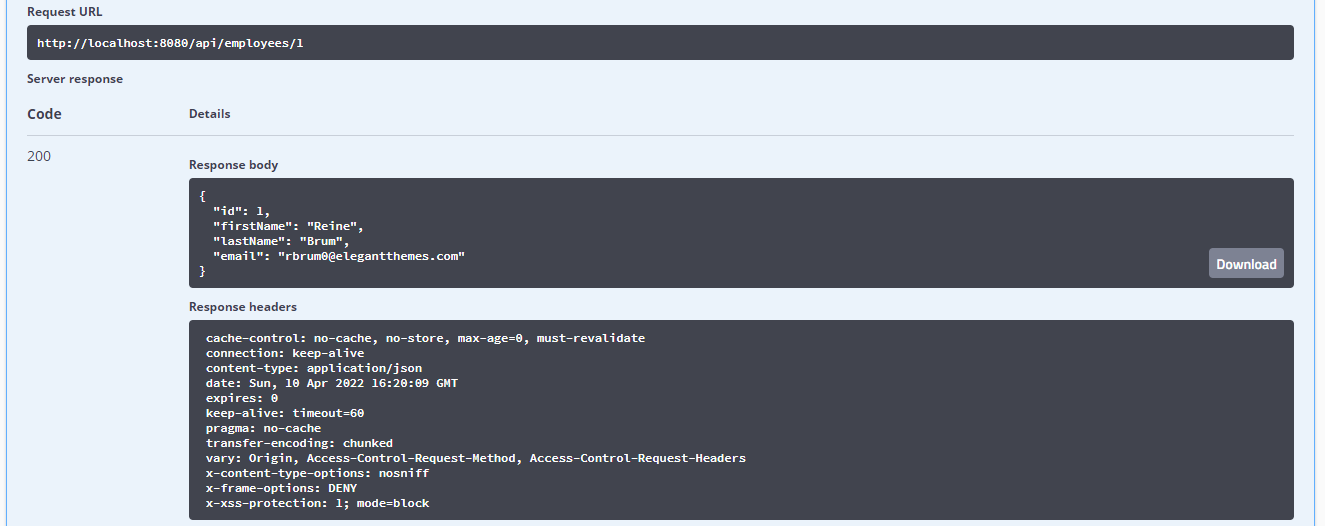 Request URL
http://localhost:8080/api/employees/1
Server response
Code Details
200
Response body
{
"id": 1,
"firstName": "Reine",
"lastName": "Brum",
"email": "rbrum0@elegantthemes.com"
}
Download
Response headers
cache-control: no-cache, no-store, max-age=0, must-revalidate
connection: keep-alive
content-type: application/json
date: Sun, 10 Apr 2022 16:20:09 GMT
expires: 0
keep-alive: timeout=60
pragma: no-cache
transfer-encoding: chunked
vary: Origin, Access-Control-Request-Method, Access-Control-Request-Headers
x-content-type-options: nosniff
x-frame-options: DENY
x-xss-protection: 1; mode=block